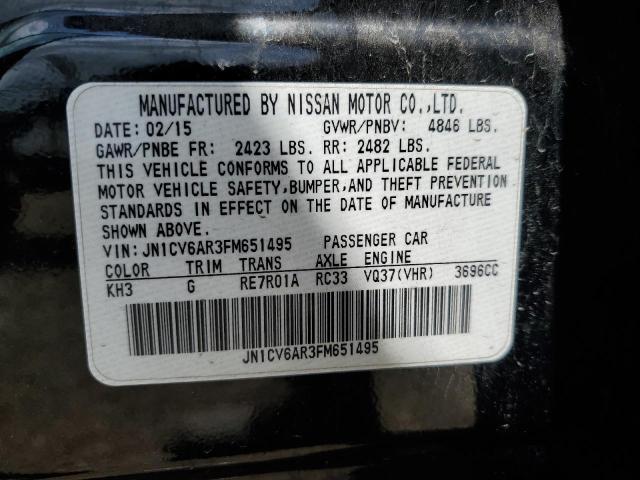 MANUFACTURED BY NISSAN MOTOR CO.,LTD.
DATE: 02/15 GVWR/PNBV: 4846 LBS.
GAWR/PNBE FR: 2423 LBS. RR: 2482 LBS.
THIS VEHICLE CONFORMS TO ALL APPLICABLE FEDERAL
MOTOR VEHICLE SAFETY,BUMPER,AND THEFT PREVENTION
STANDARDS IN EFFECT ON THE DATE OF MANUFACTURE
SHOWN ABOVE.
VIN: JN1CV6AR3FM651495 PASSENGER CAR
COLOR TRIM TRANS AXLE ENGINE
KH3 G RE7R01A RC33 VQ37(VHR) 3696CC
JN1CV6AR3FM651495